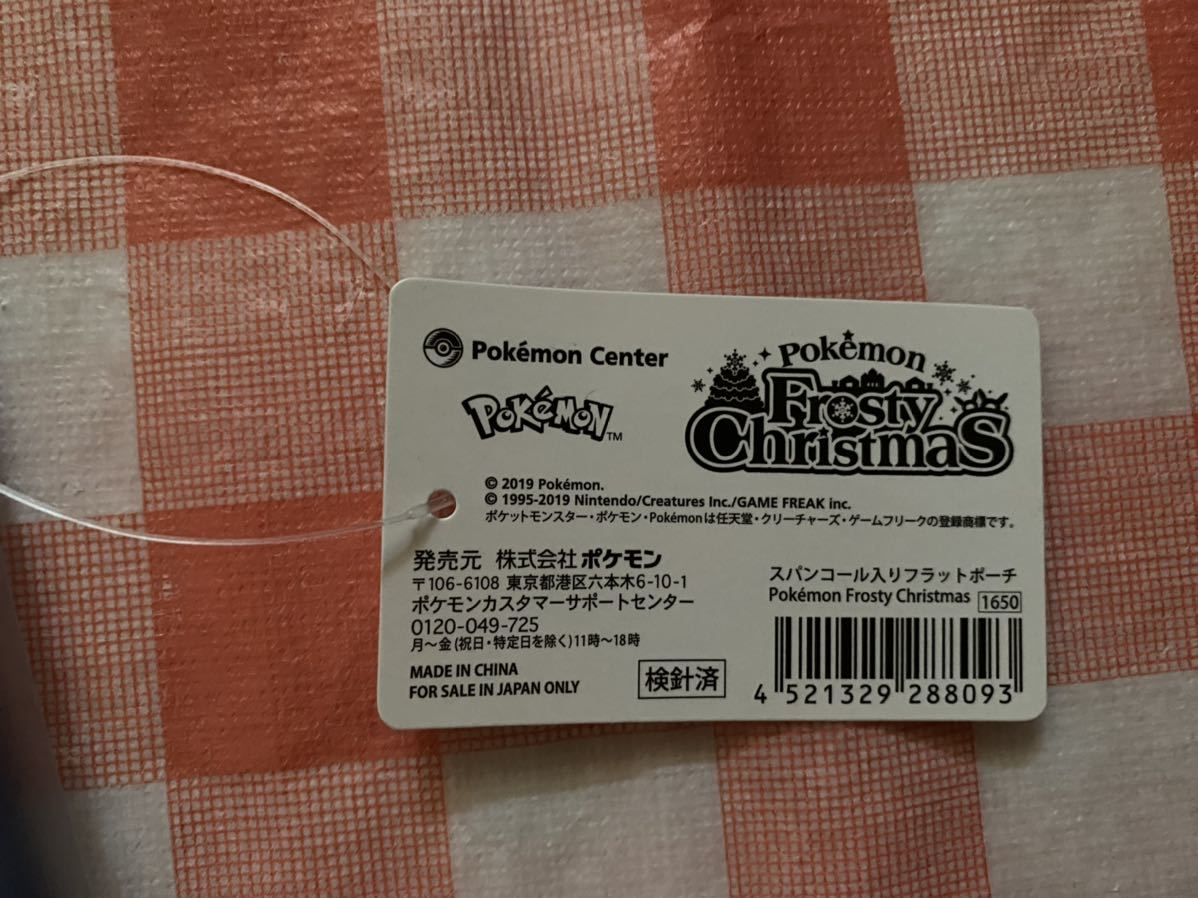 Pokémon Center
POKéMON™
Pokémon
Frosty
Christmas
© 2019 Pokémon.
© 1995-2019 Nintendo/Creatures Inc./GAME FREAK inc.
ポケットモンスター・ポケモン・Pokémonは任天堂・クリーチャーズ・ゲームフリークの登録商標です。
発売元 株式会社 ポケモン
〒106-6108 東京都港区六本木6-10-1
ポケモンカスタマーサポートセンター
0120-049-725
月～金(祝日・特定日を除く)11時～18時
MADE IN CHINA
FOR SALE IN JAPAN ONLY
検針済
スパンコール入りフラットポーチ
Pokémon Frosty Christmas 1650
4 521329 288093